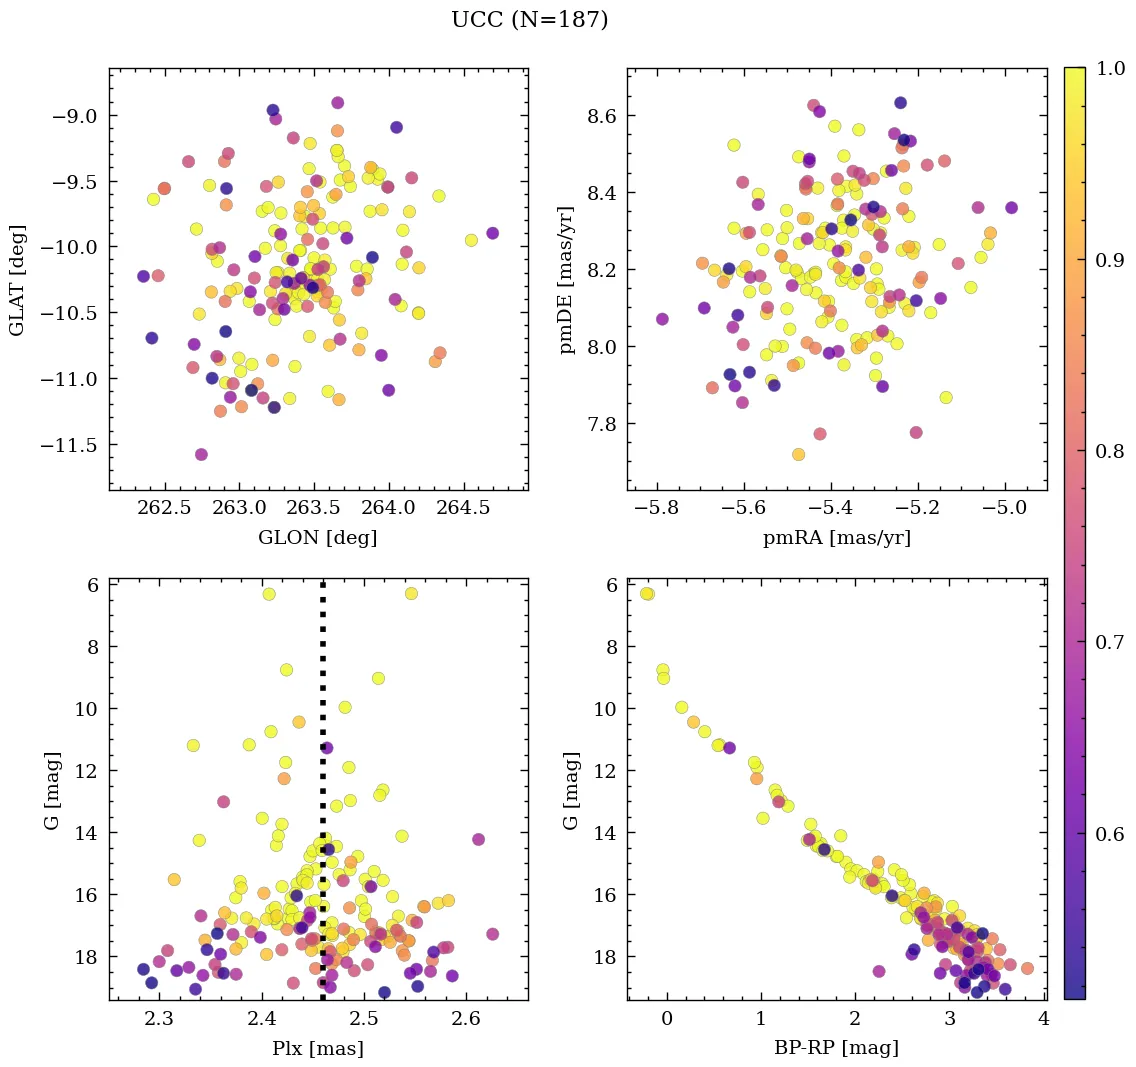 UCC (N=187)
−9.0
−9.5
−10.0
−10.5
−11.0
−11.5
GLAT [deg]
262.5 263.0 263.5 264.0 264.5
GLON [deg]
8.6
8.4
8.2
8.0
7.8
pmDE [mas/yr]
−5.8 −5.6 −5.4 −5.2 −5.0
pmRA [mas/yr]
6
8
10
12
14
16
18
G [mag]
2.3 2.4 2.5 2.6
Plx [mas]
6
8
10
12
14
16
18
G [mag]
0 1 2 3 4
BP-RP [mag]
1.0
0.9
0.8
0.7
0.6